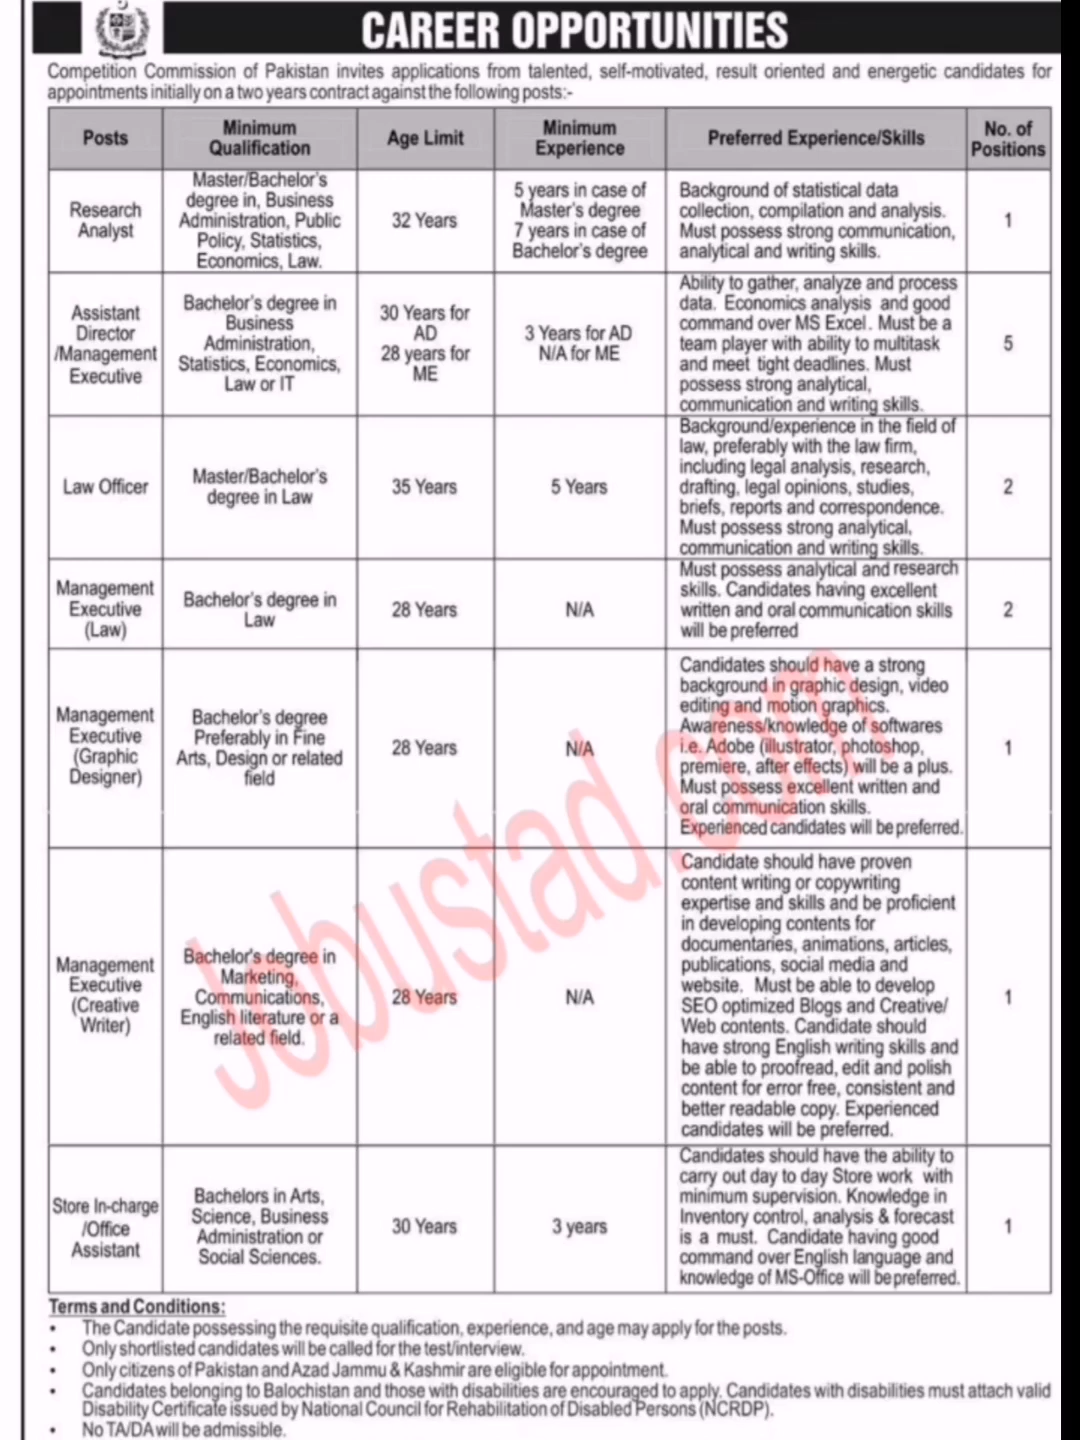 CAREER OPPORTUNITIES
Competition Commission of Pakistan invites applications from talented, self-motivated, result oriented and energetic candidates for
appointments initially on a two years contract against the following posts:-
Posts
Minimum
Qualification
Age Limit
Minimum
Experience
Preferred Experience/Skills
No. of
Positions
Research
Analyst
Master/Bachelor's
degree in, Business
Administration, Public
Policy, Statistics,
Economics, Law.
32 Years
5 years in case of
Master's degree
7 years in case of
Bachelor's degree
Background of statistical data
collection, compilation and analysis.
Must possess strong communication,
analytical and writing skills.
1
Assistant
Director
/Management
Executive
Bachelor's degree in
Business
Administration,
Statistics, Economics,
Law or IT
30 Years for
AD
28 years for
ME
3 Years for AD
N/A for ME
Ability to gather, analyze and process
data. Economics analysis and good
command over MS Excel. Must be a
team player with ability to multitask
and meet tight deadlines. Must
possess strong analytical,
communication and writing skills.
5
Law Officer
Master/Bachelor's
degree in Law
35 Years
5 Years
Background/experience in the field of
law, preferably with the law firm,
including legal analysis, research,
drafting, legal opinions, studies,
briefs, reports and correspondence.
Must possess strong analytical,
communication and writing skills.
2
Management
Executive
(Law)
Bachelor's degree in
Law
28 Years
N/A
Must possess analytical and research
skills. Candidates having excellent
written and oral communication skills
will be preferred
2
Management
Executive
(Graphic
Designer)
Bachelor's degree
Preferably in Fine
Arts, Design or related
field
28 Years
N/A
Candidates should have a strong
background in graphic design, video
editing and motion graphics.
Awareness/knowledge of softwares
i.e. Adobe (illustrator, photoshop,
premiere, after effects) will be a plus.
Must possess excellent written and
oral communication skills.
Experienced candidates will be preferred.
1
Management
Executive
(Creative
Writer)
Bachelor's degree in
Marketing,
Communications,
English literature or a
related field.
28 Years
N/A
Candidate should have proven
content writing or copywriting
expertise and skills and be proficient
in developing contents for
documentaries, animations, articles,
publications, social media and
website. Must be able to develop
SEO optimized Blogs and Creative/
Web contents. Candidate should
have strong English writing skills and
be able to proofread, edit and polish
content for error free, consistent and
better readable copy. Experienced
candidates will be preferred.
1
Store In-charge
/Office
Assistant
Bachelors in Arts,
Science, Business
Administration or
Social Sciences.
30 Years
3 years
Candidates should have the ability to
carry out day to day Store work with
minimum supervision. Knowledge in
Inventory control, analysis & forecast
is a must. Candidate having good
command over English language and
knowledge of MS-Office will be preferred.
1
Jobustad.com
Terms and Conditions:
• The Candidate possessing the requisite qualification, experience, and age may apply for the posts.
• Only shortlisted candidates will be called for the test/interview.
• Only citizens of Pakistan and Azad Jammu & Kashmir are eligible for appointment.
• Candidates belonging to Balochistan and those with disabilities are encouraged to apply. Candidates with disabilities must attach valid
Disability Certificate issued by National Council for Rehabilitation of Disabled Persons (NCRDP).
• No TA/DA will be admissible.